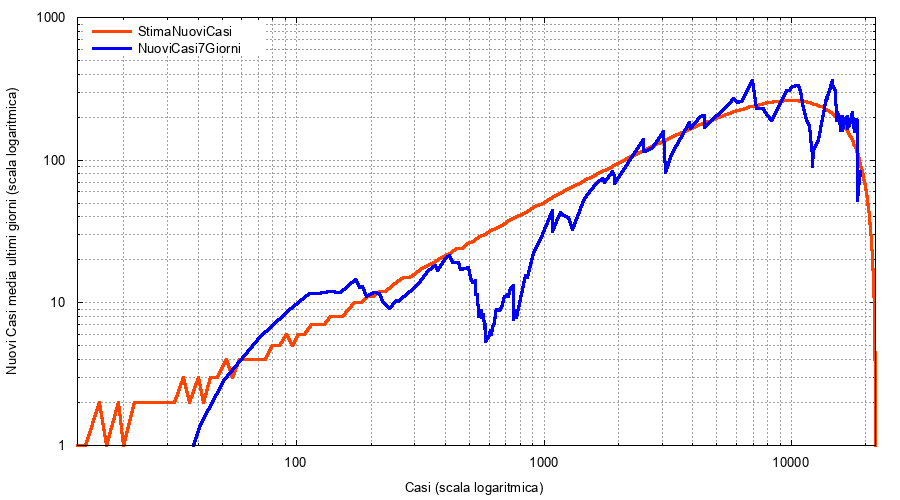 1000
StimaNuoviCasi
NuoviCasi7Giorni
100
10
1
Nuovi Casi media ultimi giorni (scala logaritmica)
100
1000
10000
Casi (scala logaritmica)